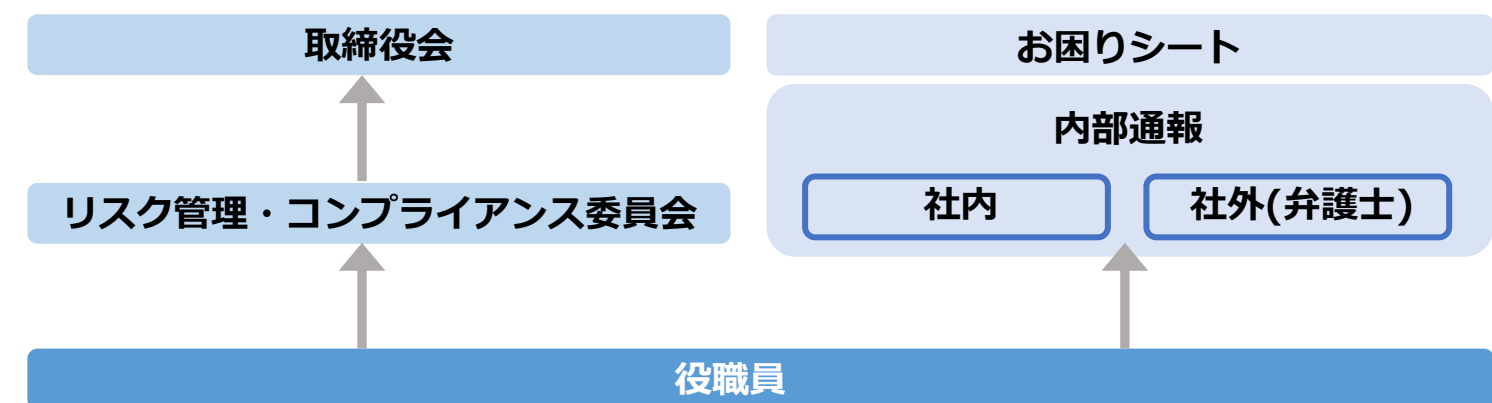 取締役会
お困りシート
内部通報
リスク管理・コンプライアンス委員会
社内
社外(弁護士)
役職員